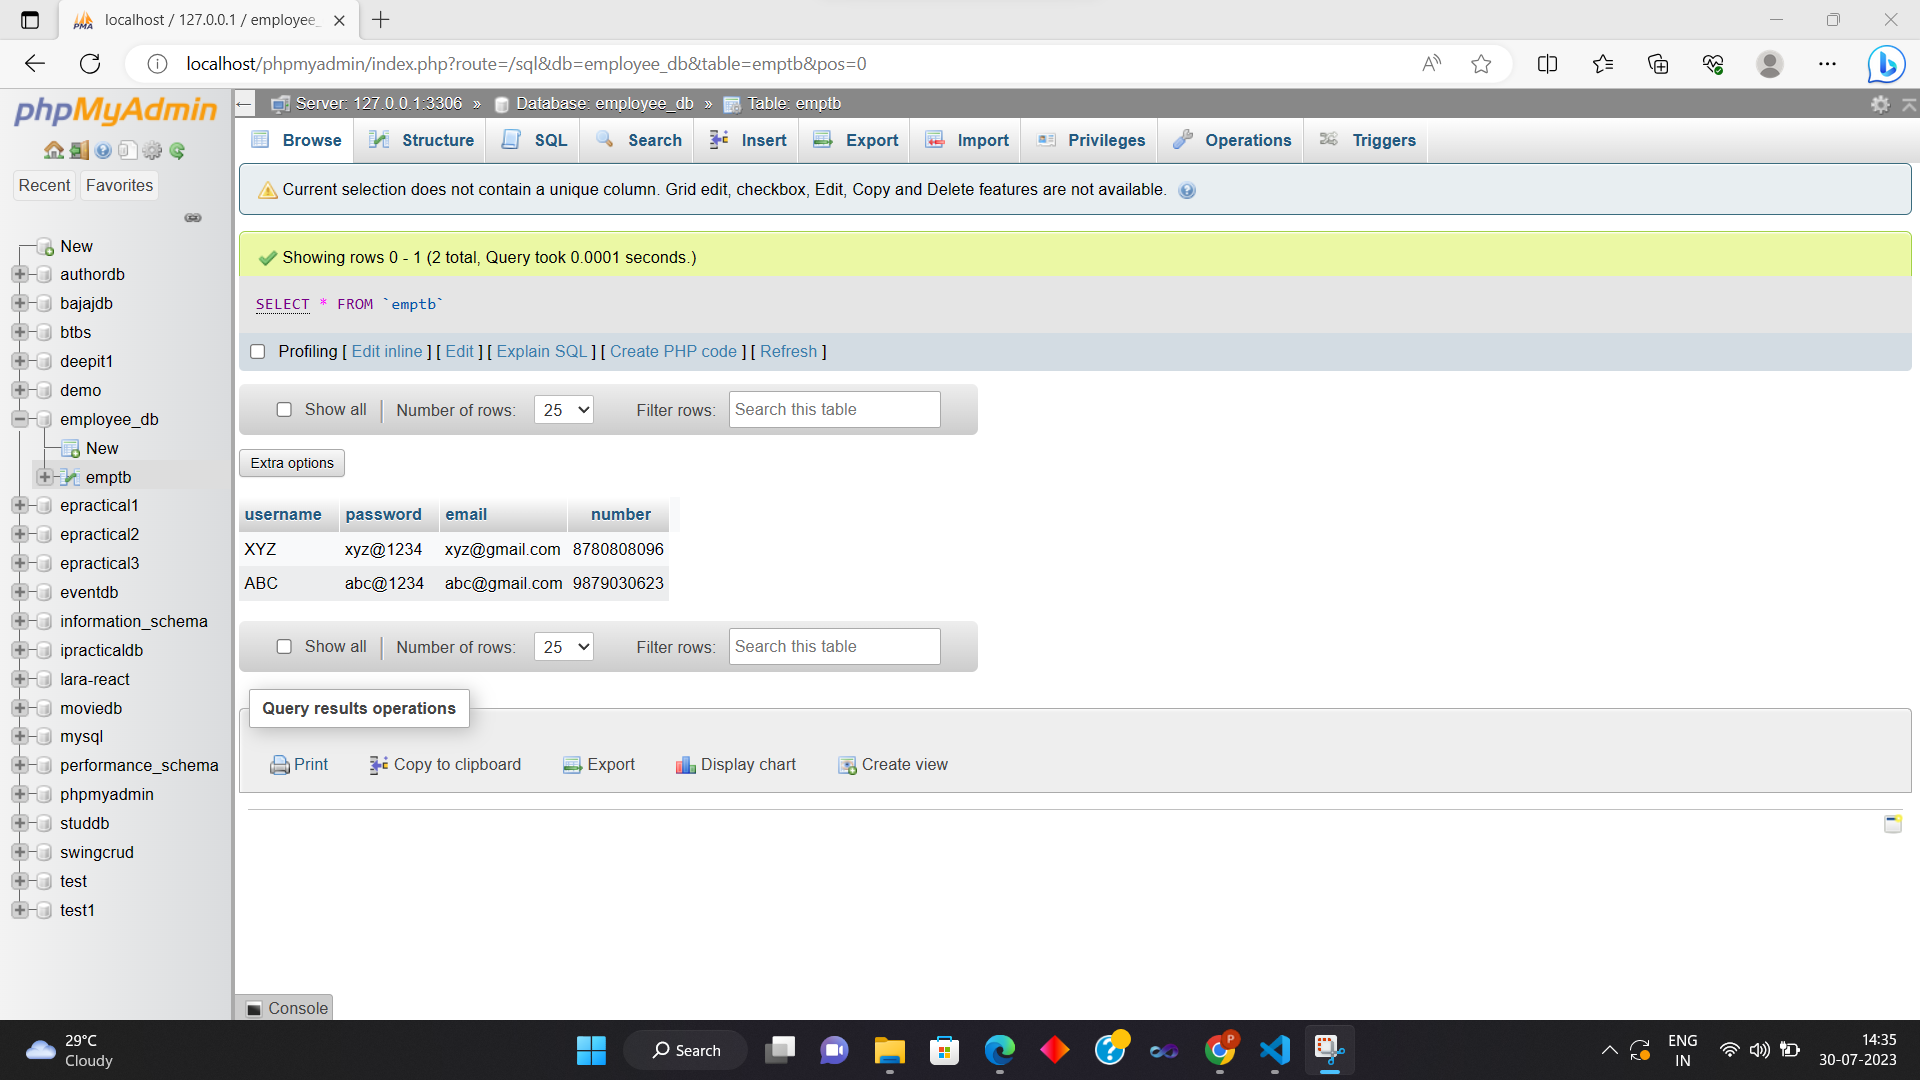 localhost / 127.0.0.1 / employee_
localhost/phpmyadmin/index.php?route=/sql&db=employee_db&table=emptb&pos=0
phpMyAdmin
Recent Favorites
New
authordb
bajajdb
btbs
deepit1
demo
employee_db
New
emptb
epractical1
epractical2
epractical3
eventdb
information_schema
ipracticaldb
lara-react
moviedb
mysql
performance_schema
phpmyadmin
studdb
swingcrud
test
test1
Server: 127.0.0.1:3306 » Database: employee_db » Table: emptb
Browse Structure SQL Search Insert Export Import Privileges Operations Triggers
Current selection does not contain a unique column. Grid edit, checkbox, Edit, Copy and Delete features are not available.
Showing rows 0 - 1 (2 total, Query took 0.0001 seconds.)
SELECT * FROM `emptb`
Profiling [ Edit inline ] [ Edit ] [ Explain SQL ] [ Create PHP code ] [ Refresh ]
Show all Number of rows: 25 Filter rows: Search this table
Extra options
username password email number
XYZ xyz@1234 xyz@gmail.com 8780808096
ABC abc@1234 abc@gmail.com 9879030623
Show all Number of rows: 25 Filter rows: Search this table
Query results operations
Print Copy to clipboard Export Display chart Create view
Console
29°C
Cloudy
Search
P
ENG
IN
14:35
30-07-2023